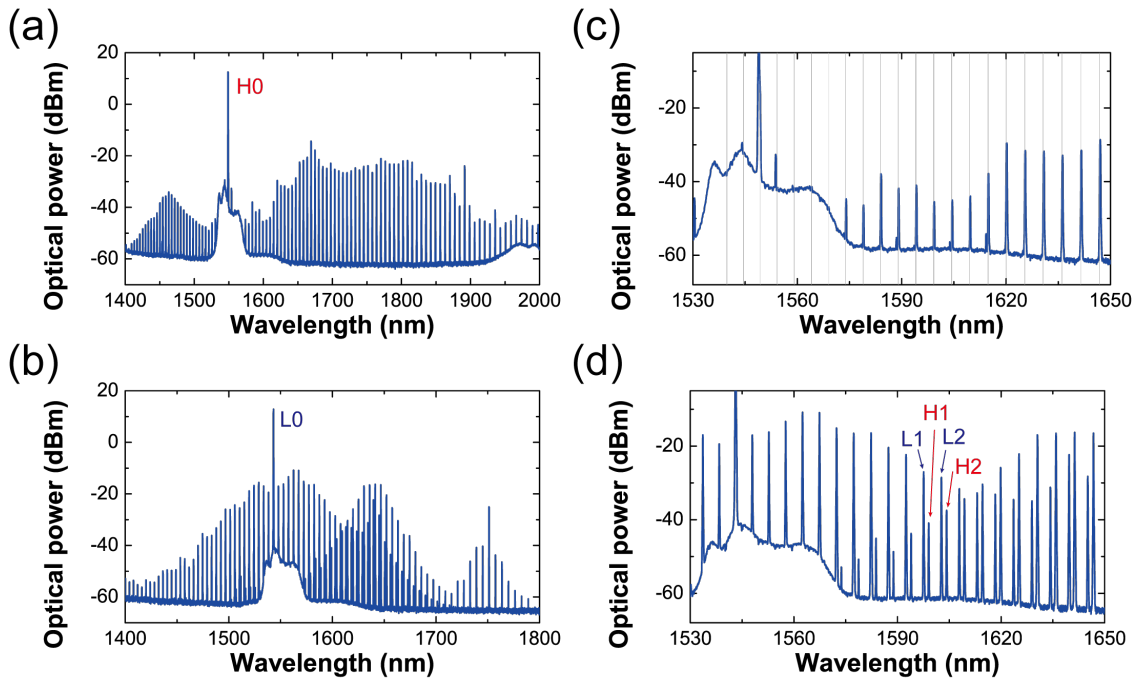 (a)
Optical power (dBm)
20
0
-20
-40
-60
H0
1400 1500 1600 1700 1800 1900 2000
Wavelength (nm)
(c)
Optical power (dBm)
-20
-40
-60
1530 1560 1590 1620 1650
Wavelength (nm)
(b)
Optical power (dBm)
20
0
-20
-40
-60
L0
1400 1500 1600 1700 1800
Wavelength (nm)
(d)
Optical power (dBm)
-20
-40
-60
H1
L1 L2
H2
1530 1560 1590 1620 1650
Wavelength (nm)